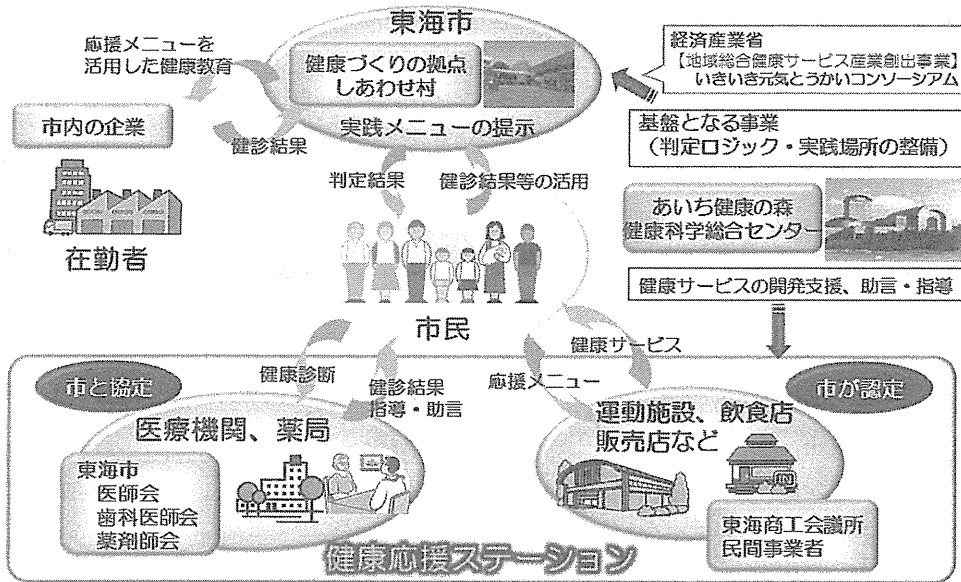 東海市
健康づくりの拠点
しあわせ村
実践メニューの提示
応援メニューを
活用した健康教育
市内の企業
健診結果
在勤者
経済産業省
【地域総合健康サービス産業創出事業】
いきいき元気とうかいコンソーシアム
基盤となる事業
（判定ロジック・実践場所の整備）
あいち健康の森
健康科学総合センター
健康サービスの開発支援、助言・指導
判定結果
健診結果等の活用
市民
健康診断
健診結果
指導・助言
健康サービス
応援メニュー
市と協定
医療機関、薬局
東海市
医師会
歯科医師会
薬剤師会
市が認定
運動施設、飲食店
販売店など
東海商工会議所
民間事業者
健康応援ステーション